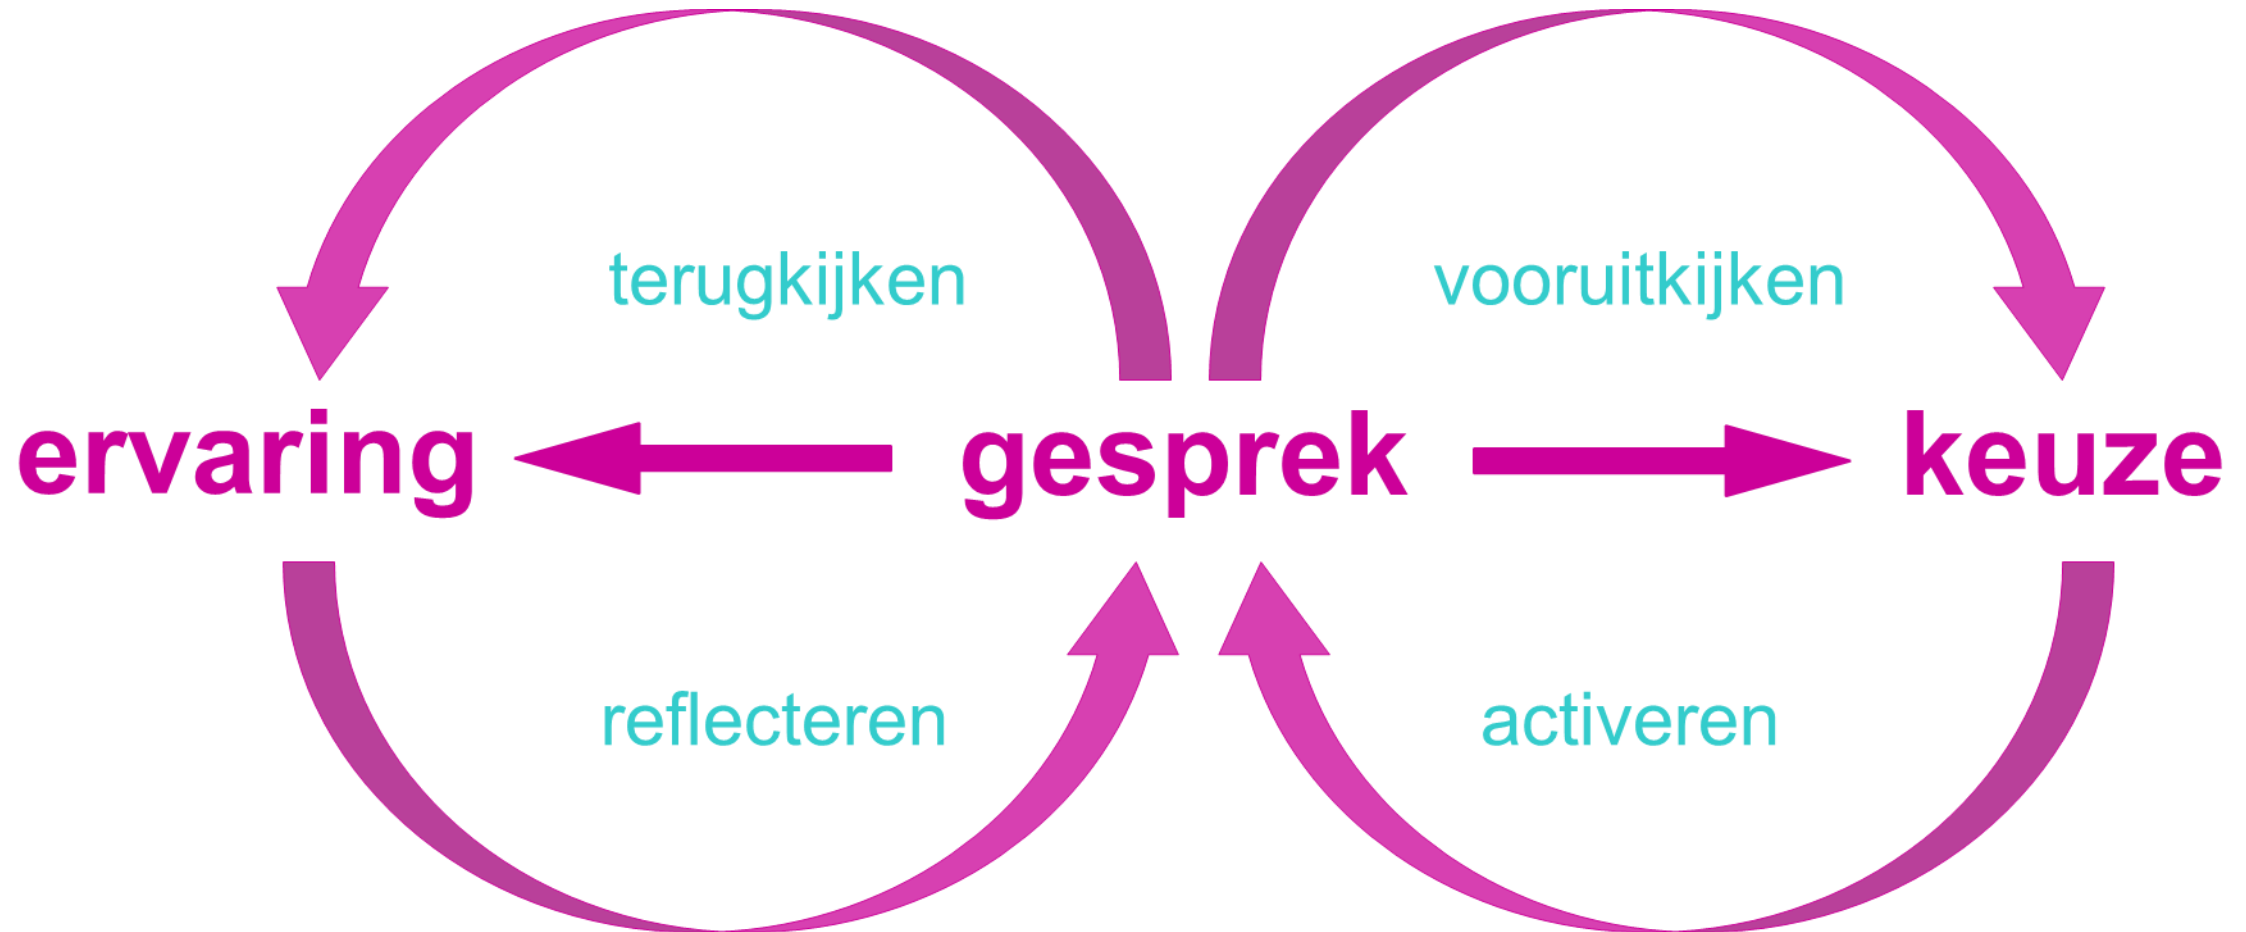 terugkijken vooruitkijken
ervaring gesprek keuze
reflecteren activeren